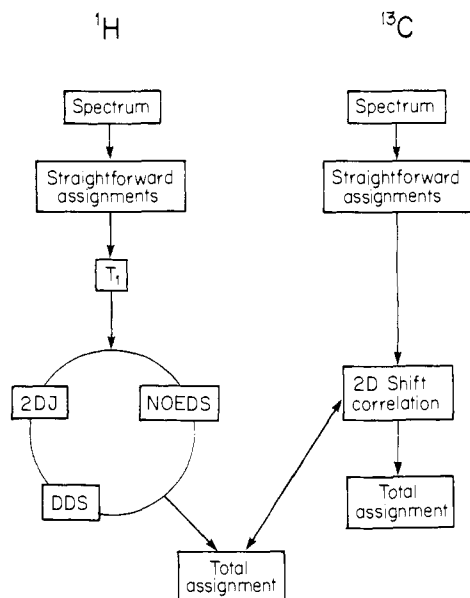 ¹H
¹³C
Spectrum
Spectrum
Straightforward
assignments
Straightforward
assignments
T₁
2DJ
NOEDS
DDS
2D Shift
correlation
Total
assignment
Total
assignment